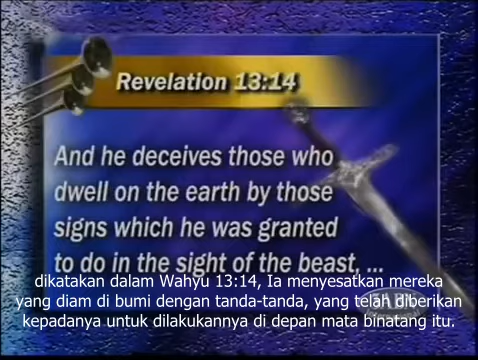 Revelation 13:14
And he deceives those who
dwell on the earth by those
signs which he was granted
to do in the sight of the beast, ...
dikatakan dalam Wahyu 13:14, Ia menyesatkan mereka
yang diam di bumi dengan tanda-tanda, yang telah diberikan
kepadanya untuk dilakukannya di depan mata binatang itu.